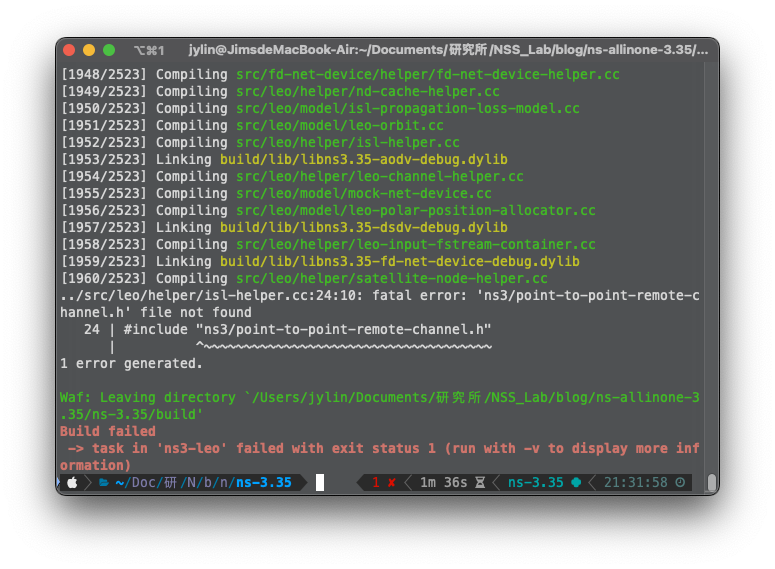 ⌥⌘1 jylin@JimsdeMacBook-Air:~/Documents/研究所/NSS_Lab/blog/ns-allinone-3.35/...
[1948/2523] Compiling src/fd-net-device/helper/fd-net-device-helper.cc
[1949/2523] Compiling src/leo/helper/nd-cache-helper.cc
[1950/2523] Compiling src/leo/model/isl-propagation-loss-model.cc
[1951/2523] Compiling src/leo/model/leo-orbit.cc
[1952/2523] Compiling src/leo/helper/isl-helper.cc
[1953/2523] Linking build/lib/libns3.35-aodv-debug.dylib
[1954/2523] Compiling src/leo/helper/leo-channel-helper.cc
[1955/2523] Compiling src/leo/model/mock-net-device.cc
[1956/2523] Compiling src/leo/model/leo-polar-position-allocator.cc
[1957/2523] Linking build/lib/libns3.35-dsdv-debug.dylib
[1958/2523] Compiling src/leo/helper/leo-input-fstream-container.cc
[1959/2523] Linking build/lib/libns3.35-fd-net-device-debug.dylib
[1960/2523] Compiling src/leo/helper/satellite-node-helper.cc
../src/leo/helper/isl-helper.cc:24:10: fatal error: 'ns3/point-to-point-remote-c
hannel.h' file not found
   24 | #include "ns3/point-to-point-remote-channel.h"
      |          ^~~~~~~~~~~~~~~~~~~~~~~~~~~~~~~~~~~~~
1 error generated.
Waf: Leaving directory `/Users/jylin/Documents/研究所/NSS_Lab/blog/ns-allinone-3
.35/ns-3.35/build'
Build failed
 -> task in 'ns3-leo' failed with exit status 1 (run with -v to display more inf
ormation)
~/Doc/研/N/b/n/ns-3.35 1 ✘ 1m 36s ns-3.35 21:31:58